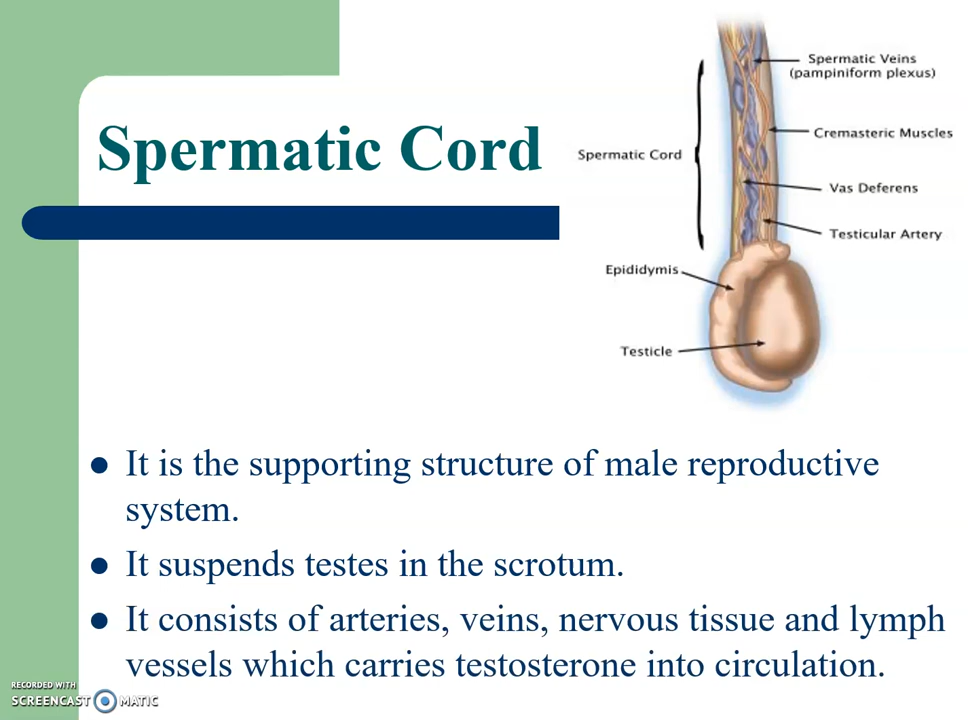 Spermatic Cord
Spermatic Veins
(pampiniform plexus)
Cremasteric Muscles
Spermatic Cord
Vas Deferens
Testicular Artery
Epididymis
Testicle
● It is the supporting structure of male reproductive
system.
● It suspends testes in the scrotum.
● It consists of arteries, veins, nervous tissue and lymph
vessels which carries testosterone into circulation.
RECORDED WITH
SCREENCAST MATIC